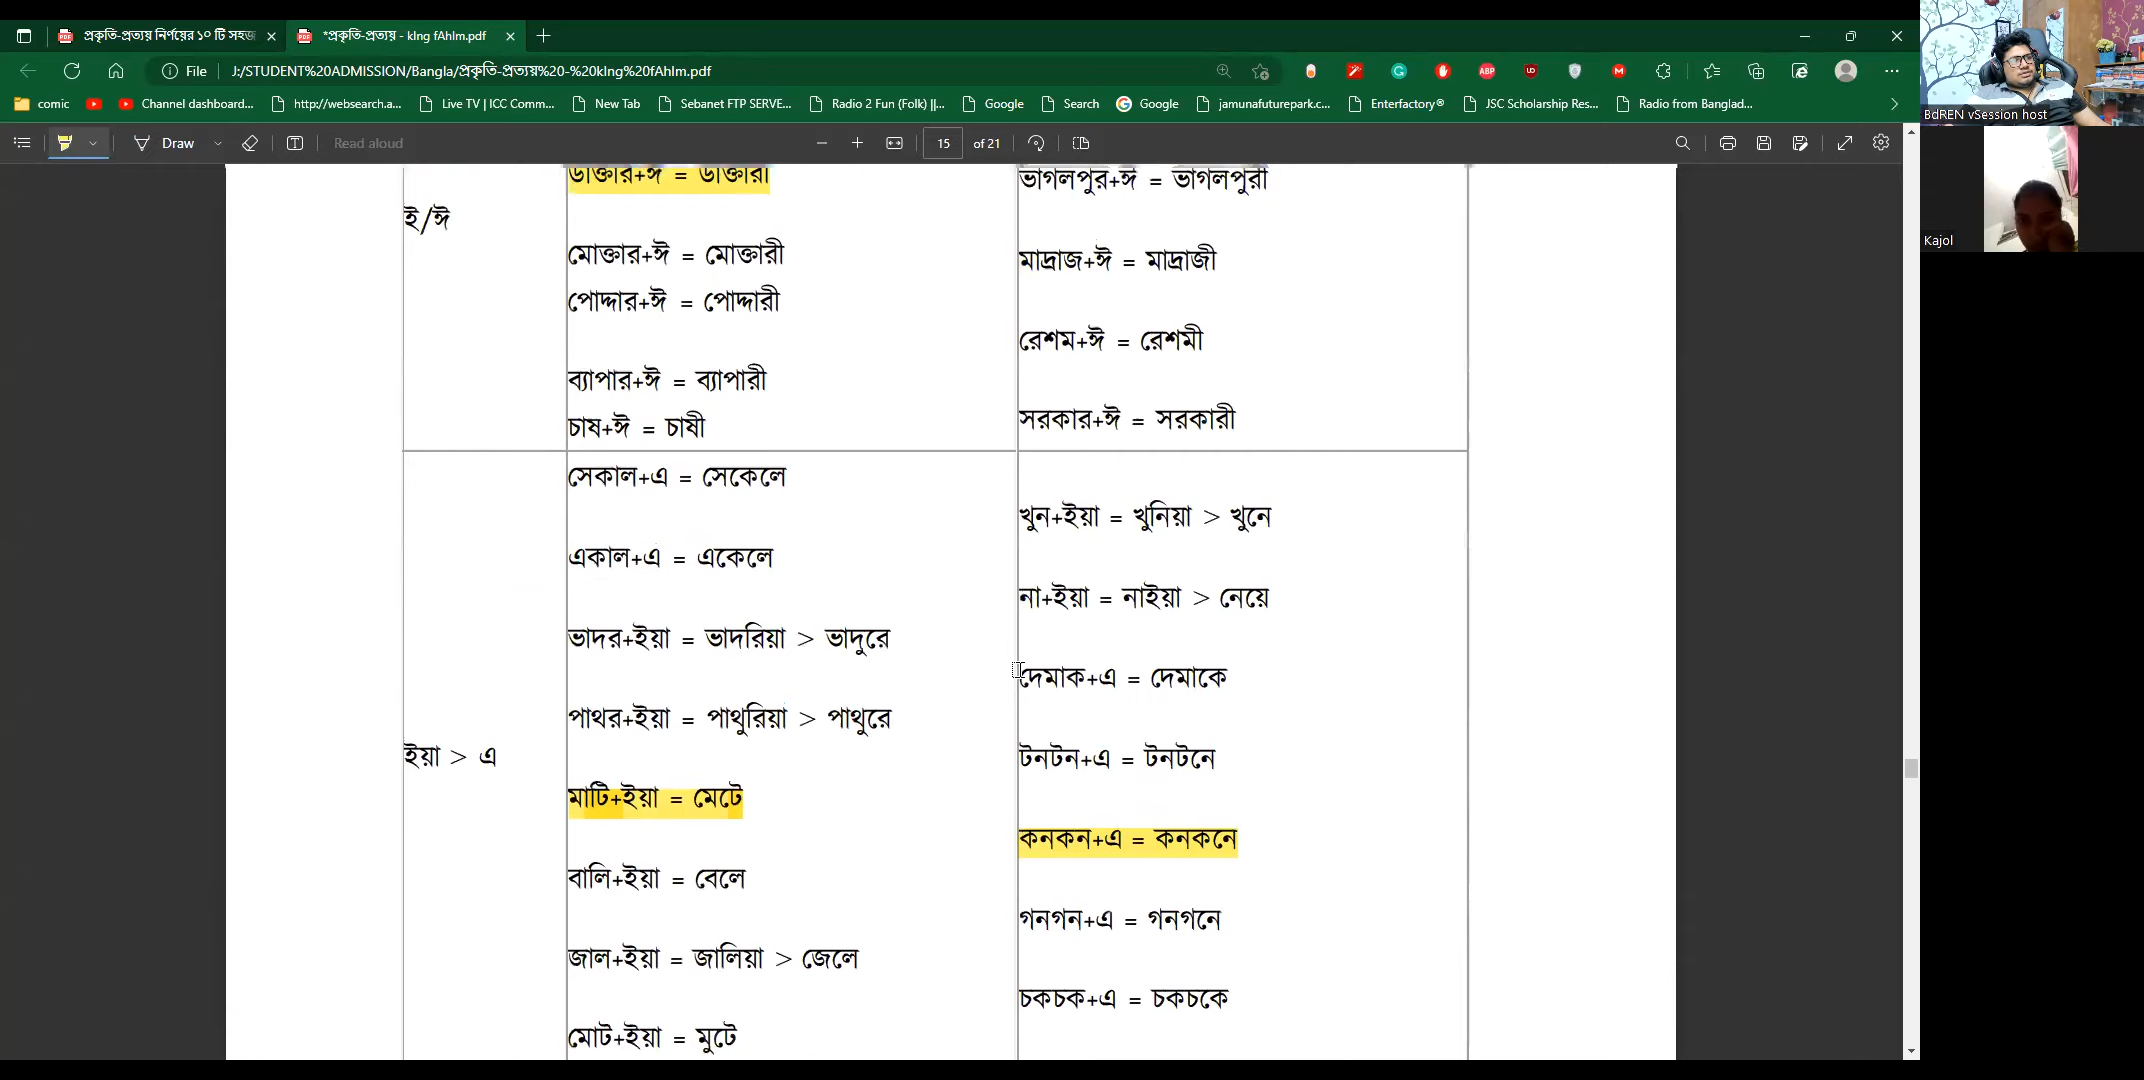 প্রকৃতি-প্রত্যয় নির্ণয়ের ১০ টি সহজ
*প্রকৃতি-প্রত্যয় - kIng fAhIm.pdf
File
J:/STUDENT%20ADMISSION/Bangla/প্রকৃতি-প্রত্যয়%20-%20kIng%20fAhIm.pdf
comic
Channel dashboard...
http://websearch.a...
Live TV | ICC Comm...
New Tab
Sebanet FTP SERVE...
Radio 2 Fun (Folk) ||...
Google
Search
Google
jamunafuturepark.c...
Enterfactory®
JSC Scholarship Res...
Radio from Banglad...
Draw
Read aloud
15 of 21
BdREN vSession host
Kajol
ই/ঈ
ডাক্তার+ঈ = ডাক্তারী
মোক্তার+ঈ = মোক্তারী
পোদ্দার+ঈ = পোদ্দারী
ব্যাপার+ঈ = ব্যাপারী
চাষ+ঈ = চাষী
ভাগলপুর+ঈ = ভাগলপুরী
মাদ্রাজ+ঈ = মাদ্রাজী
রেশম+ঈ = রেশমী
সরকার+ঈ = সরকারী
ইয়া > এ
সেকাল+এ = সেকেলে
একাল+এ = একেলে
ভাদর+ইয়া = ভাদরিয়া > ভাদুরে
পাথর+ইয়া = পাথুরিয়া > পাথুরে
মাটি+ইয়া = মেটে
বালি+ইয়া = বেলে
জাল+ইয়া = জালিয়া > জেলে
মোট+ইয়া = মুটে
খুন+ইয়া = খুনিয়া > খুনে
না+ইয়া = নাইয়া > নেয়ে
দেমাক+এ = দেমাকে
টনটন+এ = টনটনে
কনকন+এ = কনকনে
গনগন+এ = গনগনে
চকচক+এ = চকচকে